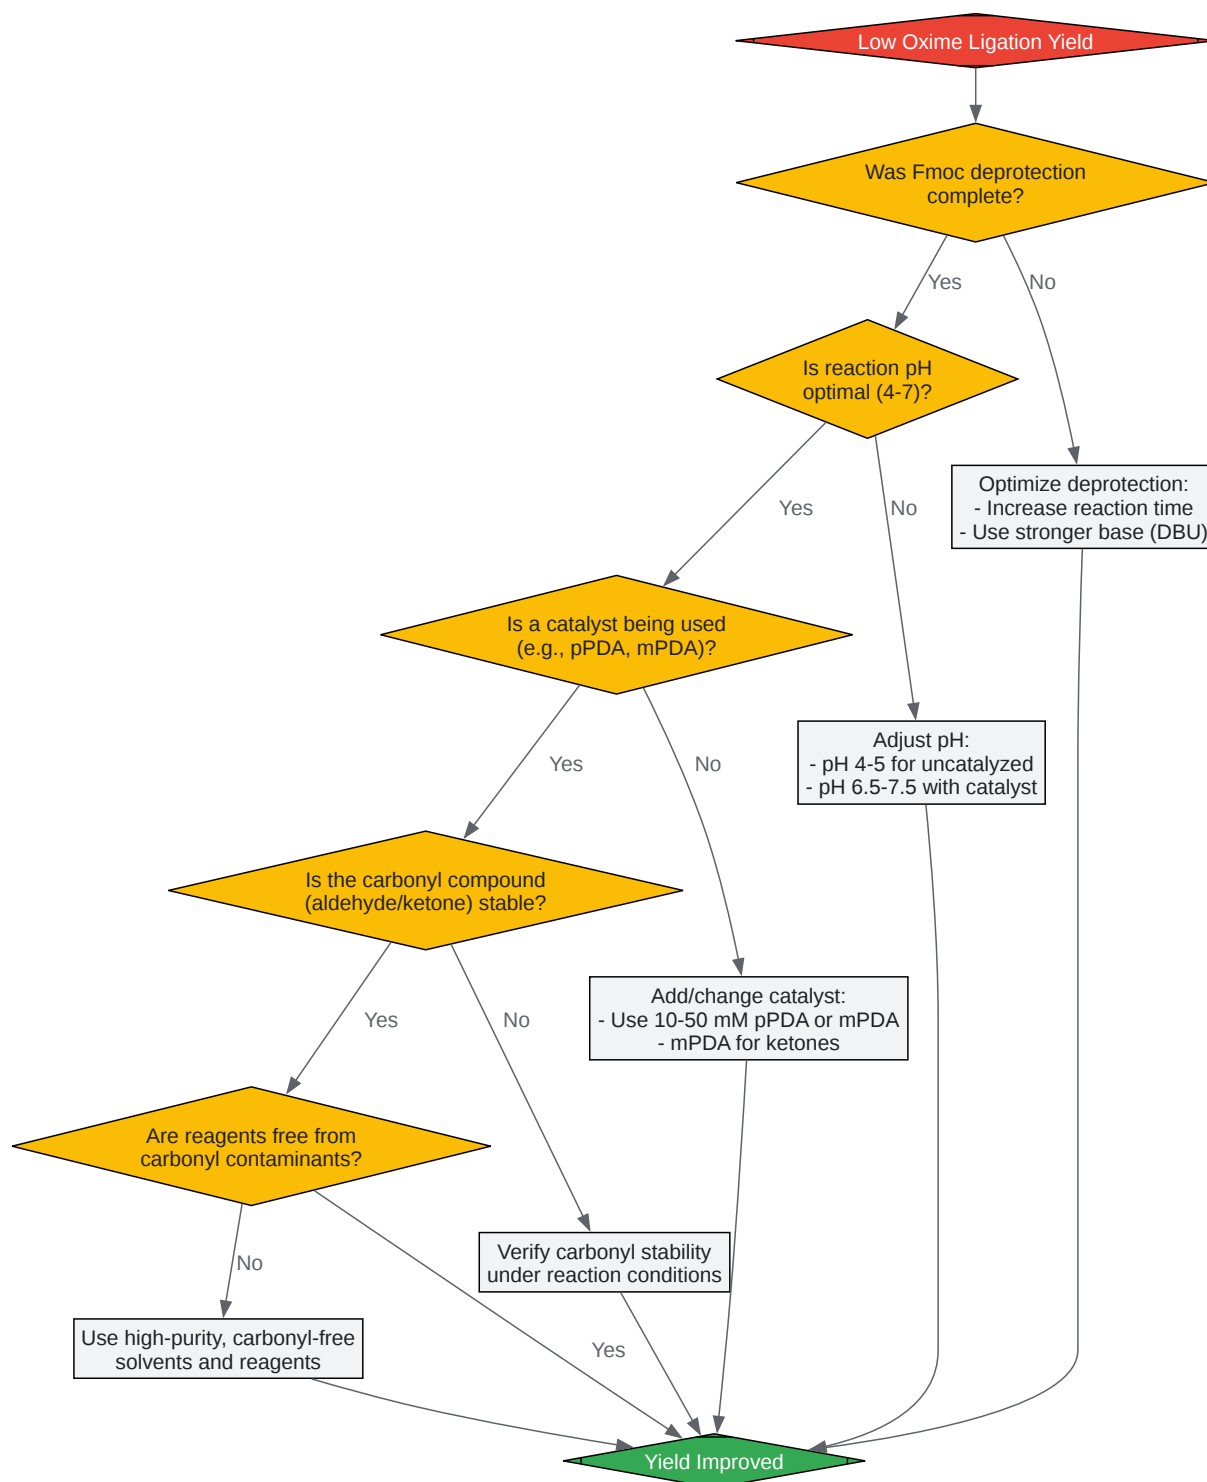 Low Oxime Ligation Yield
Was Fmoc deprotection
complete?
Yes
No
Is reaction pH
optimal (4-7)?
Optimize deprotection:
- Increase reaction time
- Use stronger base (DBU)
Yes
No
Is a catalyst being used
(e.g., pPDA, mPDA)?
Adjust pH:
- pH 4-5 for uncatalyzed
- pH 6.5-7.5 with catalyst
Yes
No
Is the carbonyl compound
(aldehyde/ketone) stable?
Add/change catalyst:
- Use 10-50 mM pPDA or mPDA
- mPDA for ketones
Yes
No
Are reagents free from
carbonyl contaminants?
Verify carbonyl stability
under reaction conditions
No
Yes
Use high-purity, carbonyl-free
solvents and reagents
Yield Improved